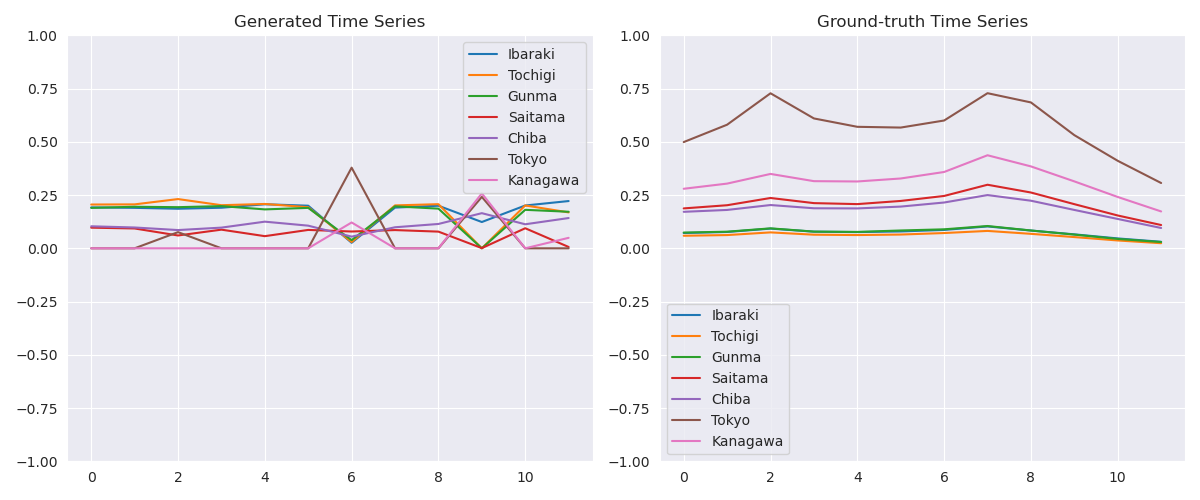 Generated Time Series
1.00
0.75
0.50
0.25
0.00
−0.25
−0.50
−0.75
−1.00
0 2 4 6 8 10
Ibaraki
Tochigi
Gunma
Saitama
Chiba
Tokyo
Kanagawa
Ground-truth Time Series
1.00
0.75
0.50
0.25
0.00
−0.25
−0.50
−0.75
−1.00
0 2 4 6 8 10
Ibaraki
Tochigi
Gunma
Saitama
Chiba
Tokyo
Kanagawa